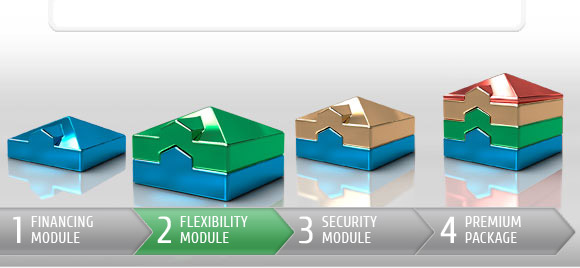 1 FINANCING
MODULE
2 FLEXIBILITY
MODULE
3 SECURITY
MODULE
4 PREMIUM
PACKAGE